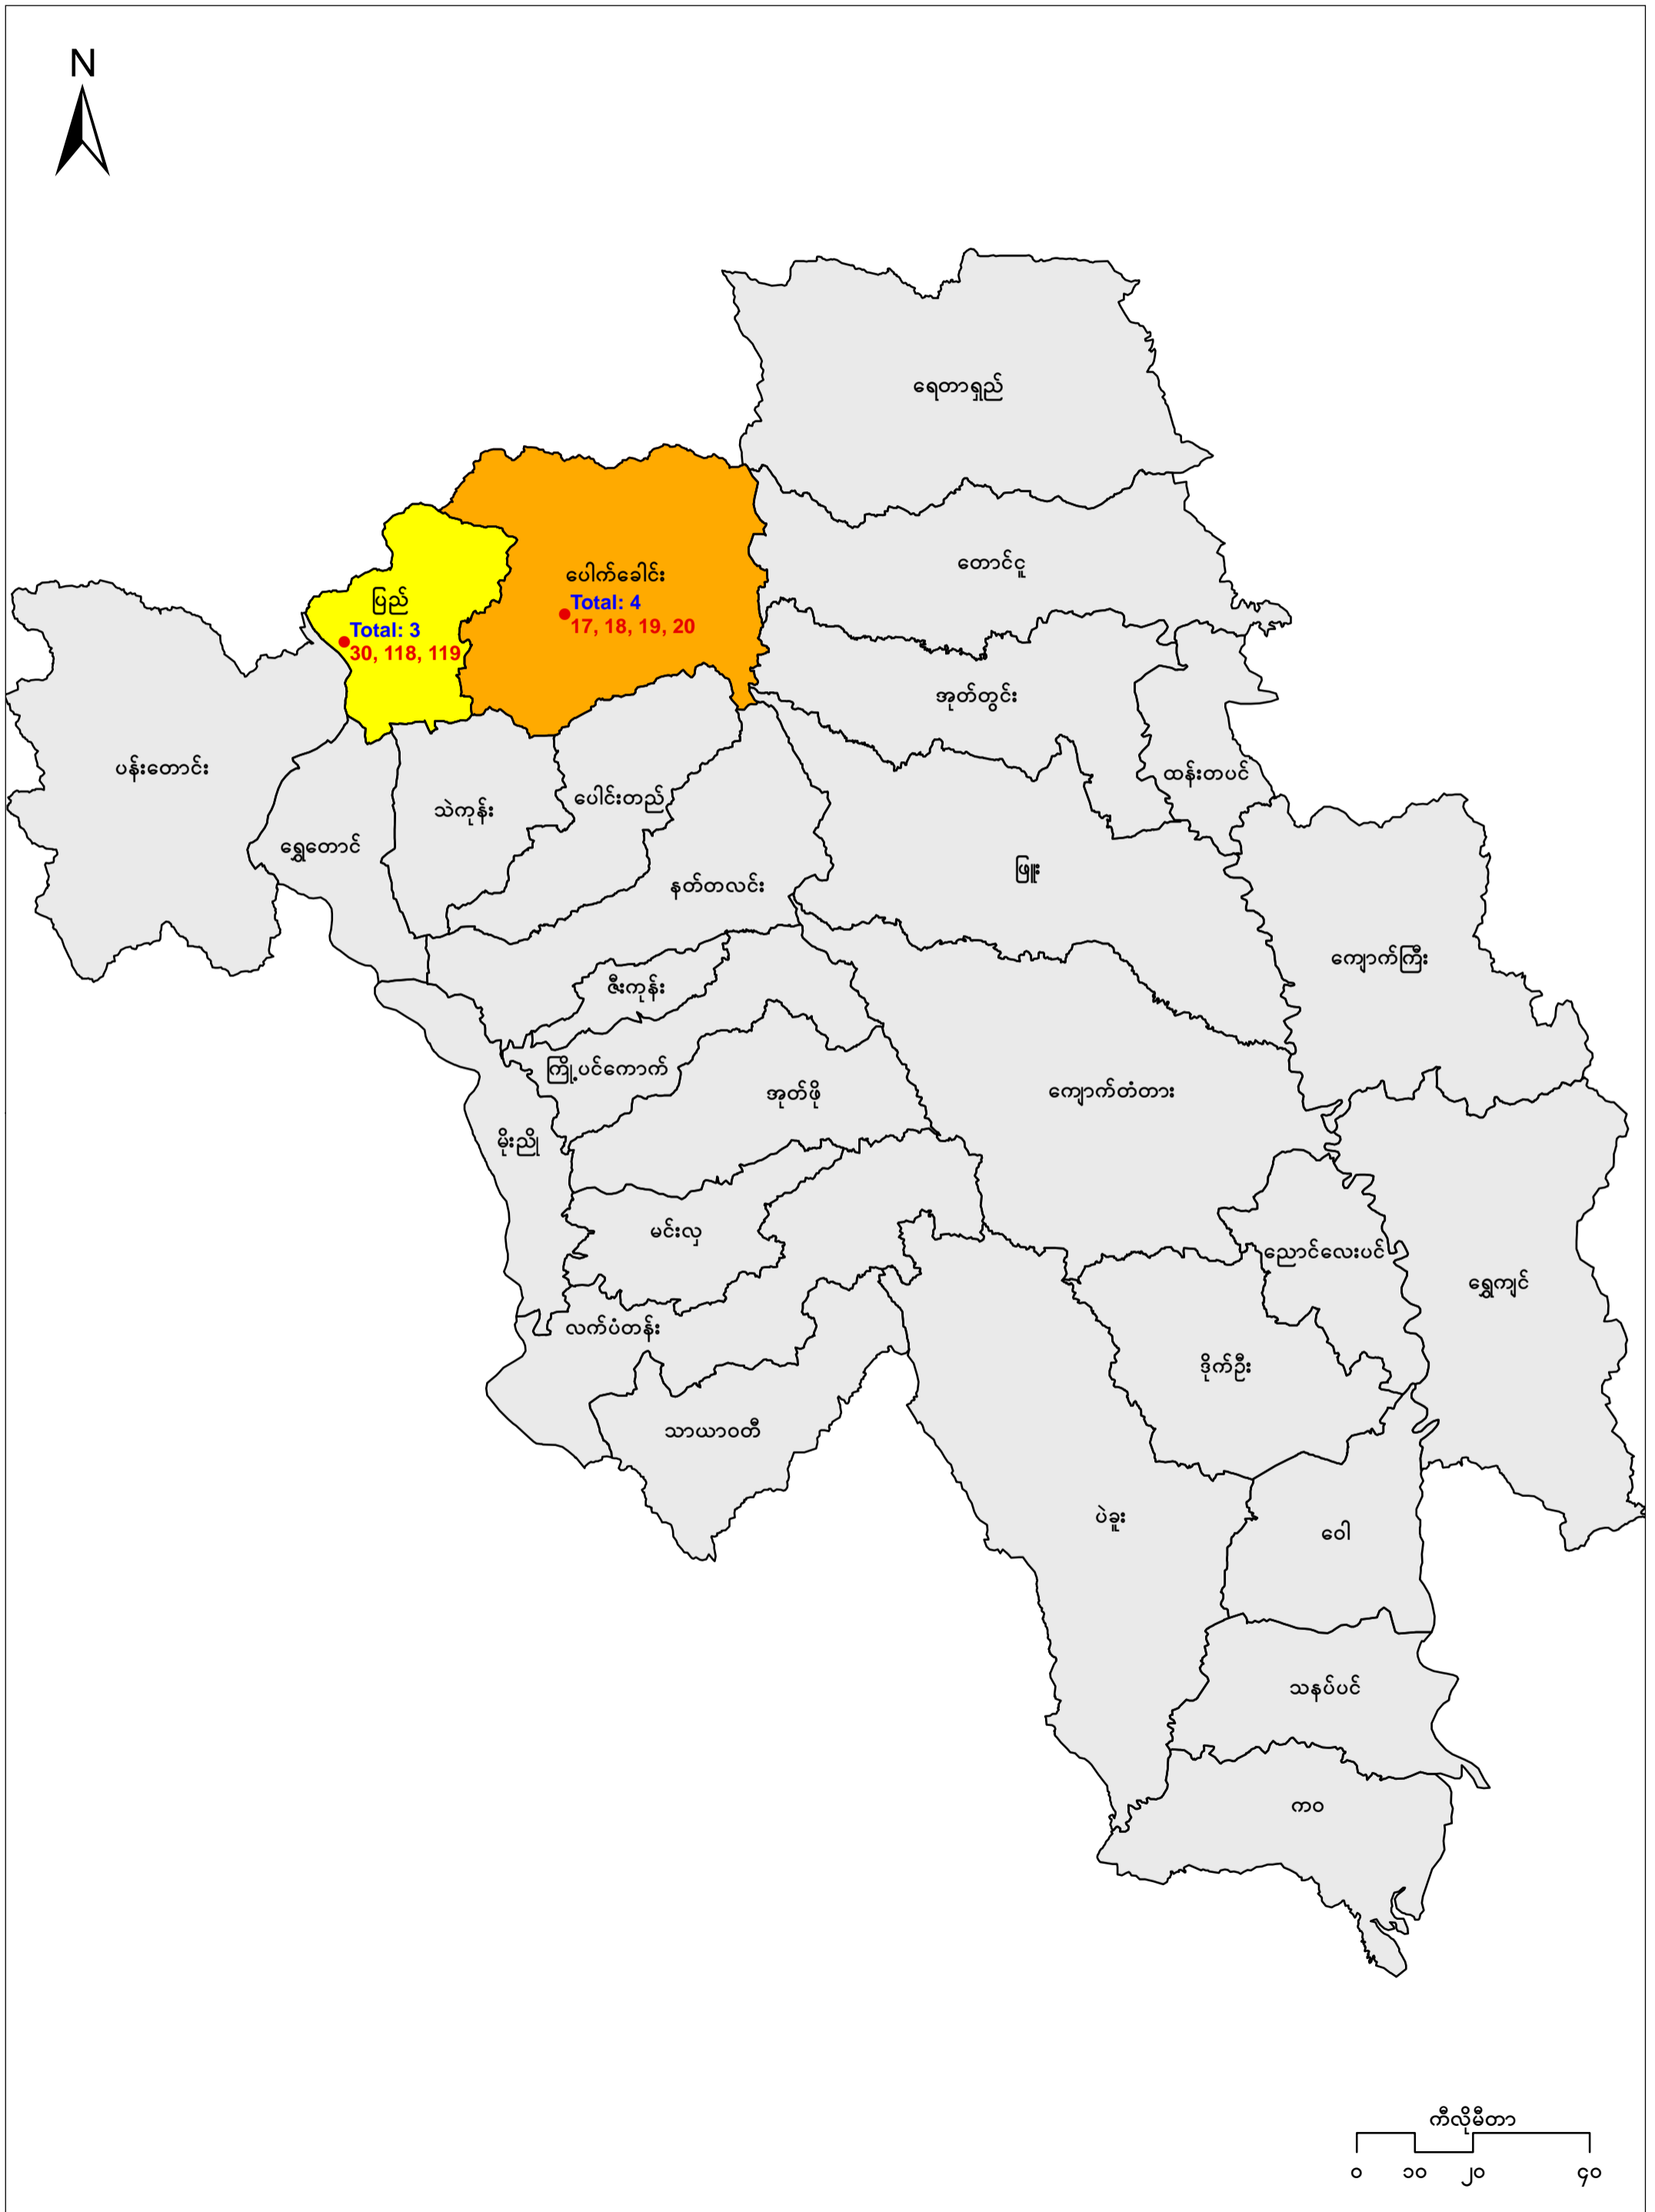 N
ရေတာရှည်
တောင်ငူ
ပေါက်ခေါင်း
Total: 4
17, 18, 19, 20
ပြည်
Total: 3
30, 118, 119
အုတ်တွင်း
ထန်းတပင်
ပန်းတောင်း
ပေါင်းတည်
သဲကုန်း
ရွှေတောင်
ဖြူး
နတ်တလင်း
ကျောက်ကြီး
ဇီးကုန်း
ကြို့ပင်ကောက်
အုတ်ဖို
ကျောက်တံတား
မိုးညို
မင်းလှ
ညောင်လေးပင်
ရွှေကျင်
လက်ပံတန်း
ဒိုက်ဦး
သာယာဝတီ
ပဲခူး
ဝေါ
သနပ်ပင်
ကဝ
ကီလိုမီတာ
၀ ၁၀ ၂၀ ၄၀